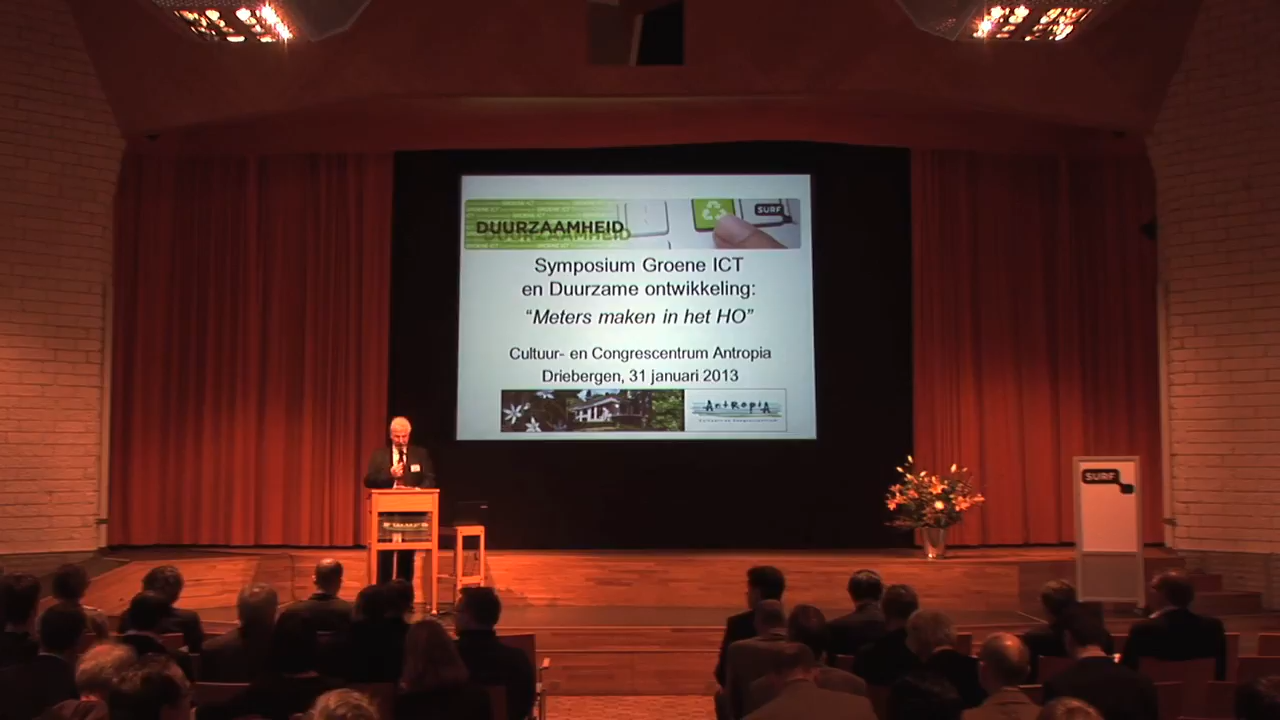 DUURZAAMHEID
SURF
Symposium Groene ICT
en Duurzame ontwikkeling:
“Meters maken in het HO”
Cultuur- en Congrescentrum Antropia
Driebergen, 31 januari 2013
AntropiA
SURF